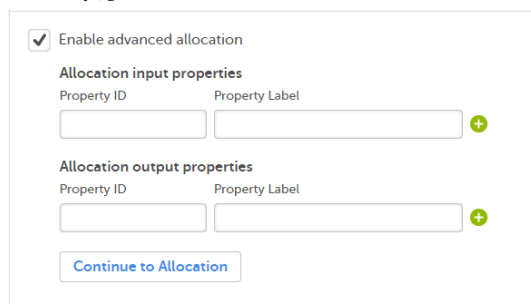 Enable advanced allocation
Allocation input properties
Property ID Property Label
Allocation output properties
Property ID Property Label
Continue to Allocation